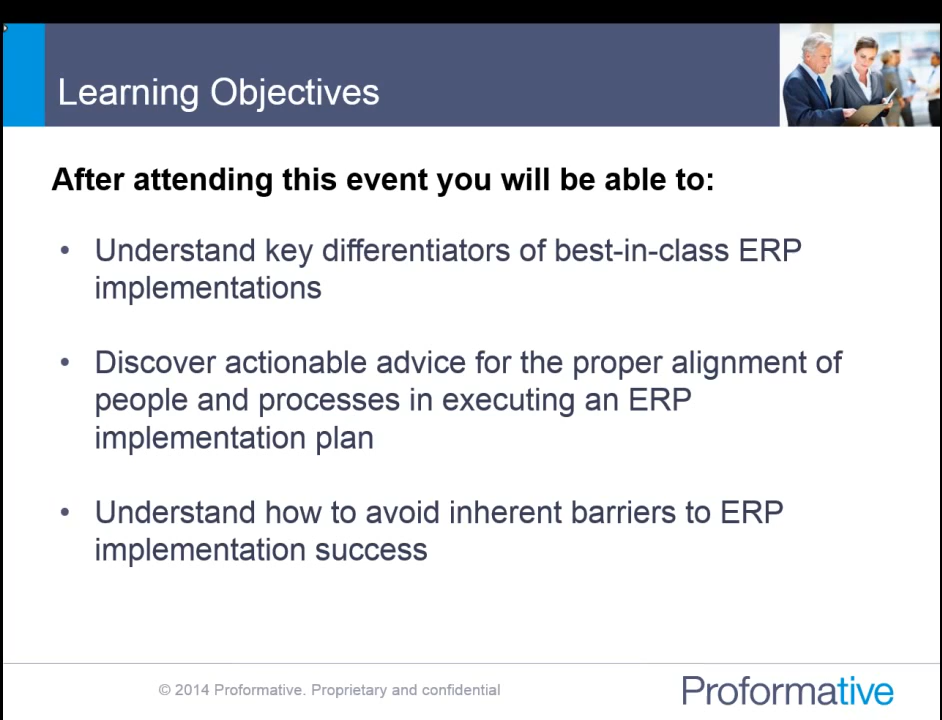 Learning Objectives
After attending this event you will be able to:
• Understand key differentiators of best-in-class ERP
implementations
• Discover actionable advice for the proper alignment of
people and processes in executing an ERP
implementation plan
• Understand how to avoid inherent barriers to ERP
implementation success
© 2014 Proformative. Proprietary and confidential
Proformative